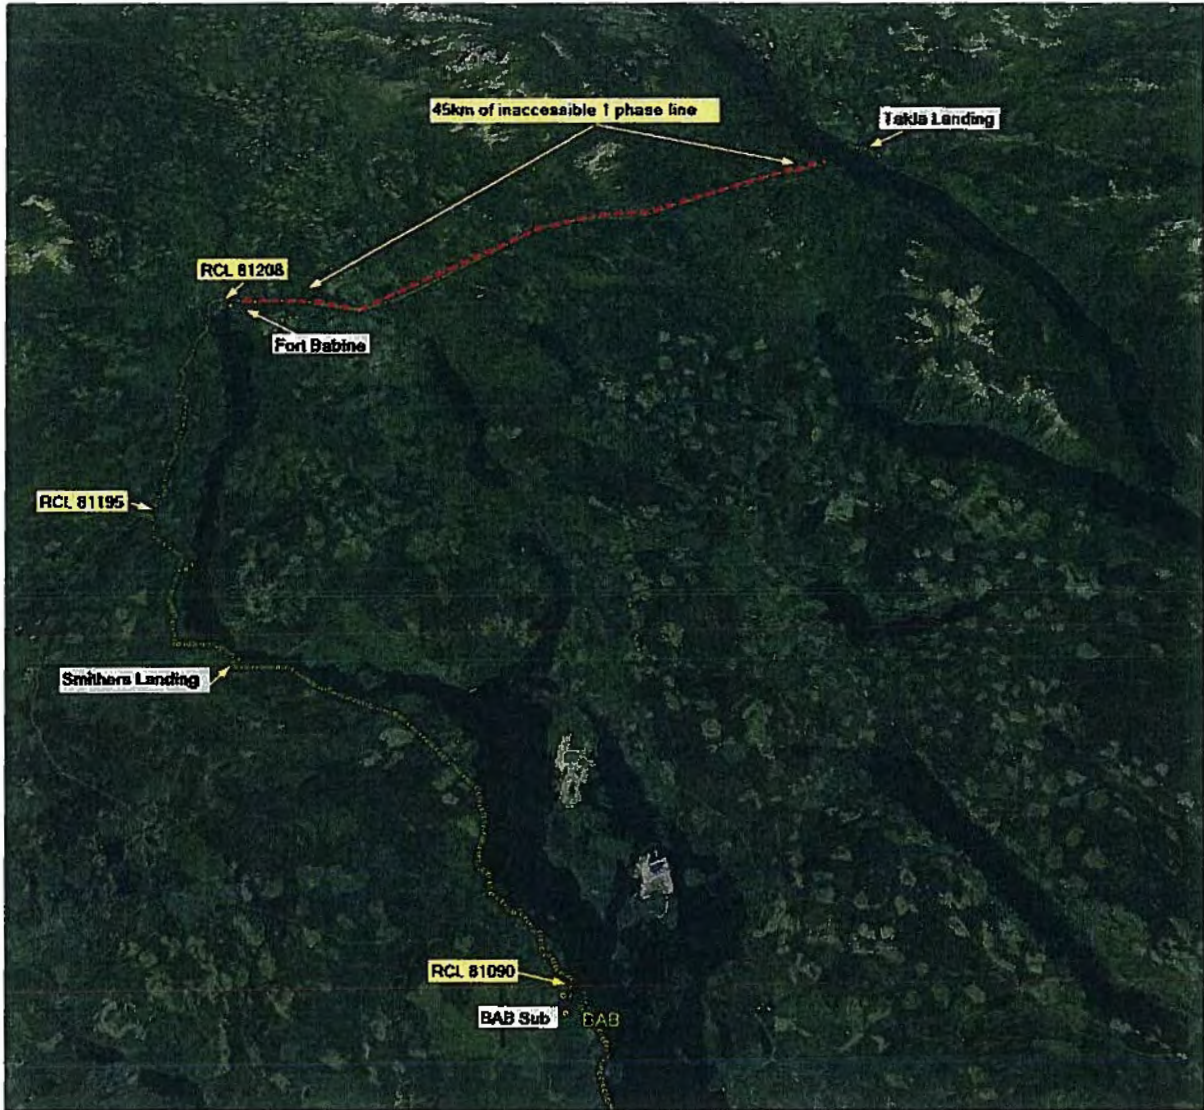 45km of inaccessible 1 phase line
Takla Landing
RCL 81208
Fort Babine
RCL 81195
Smithers Landing
RCL 81090
BAB Sub
BAB